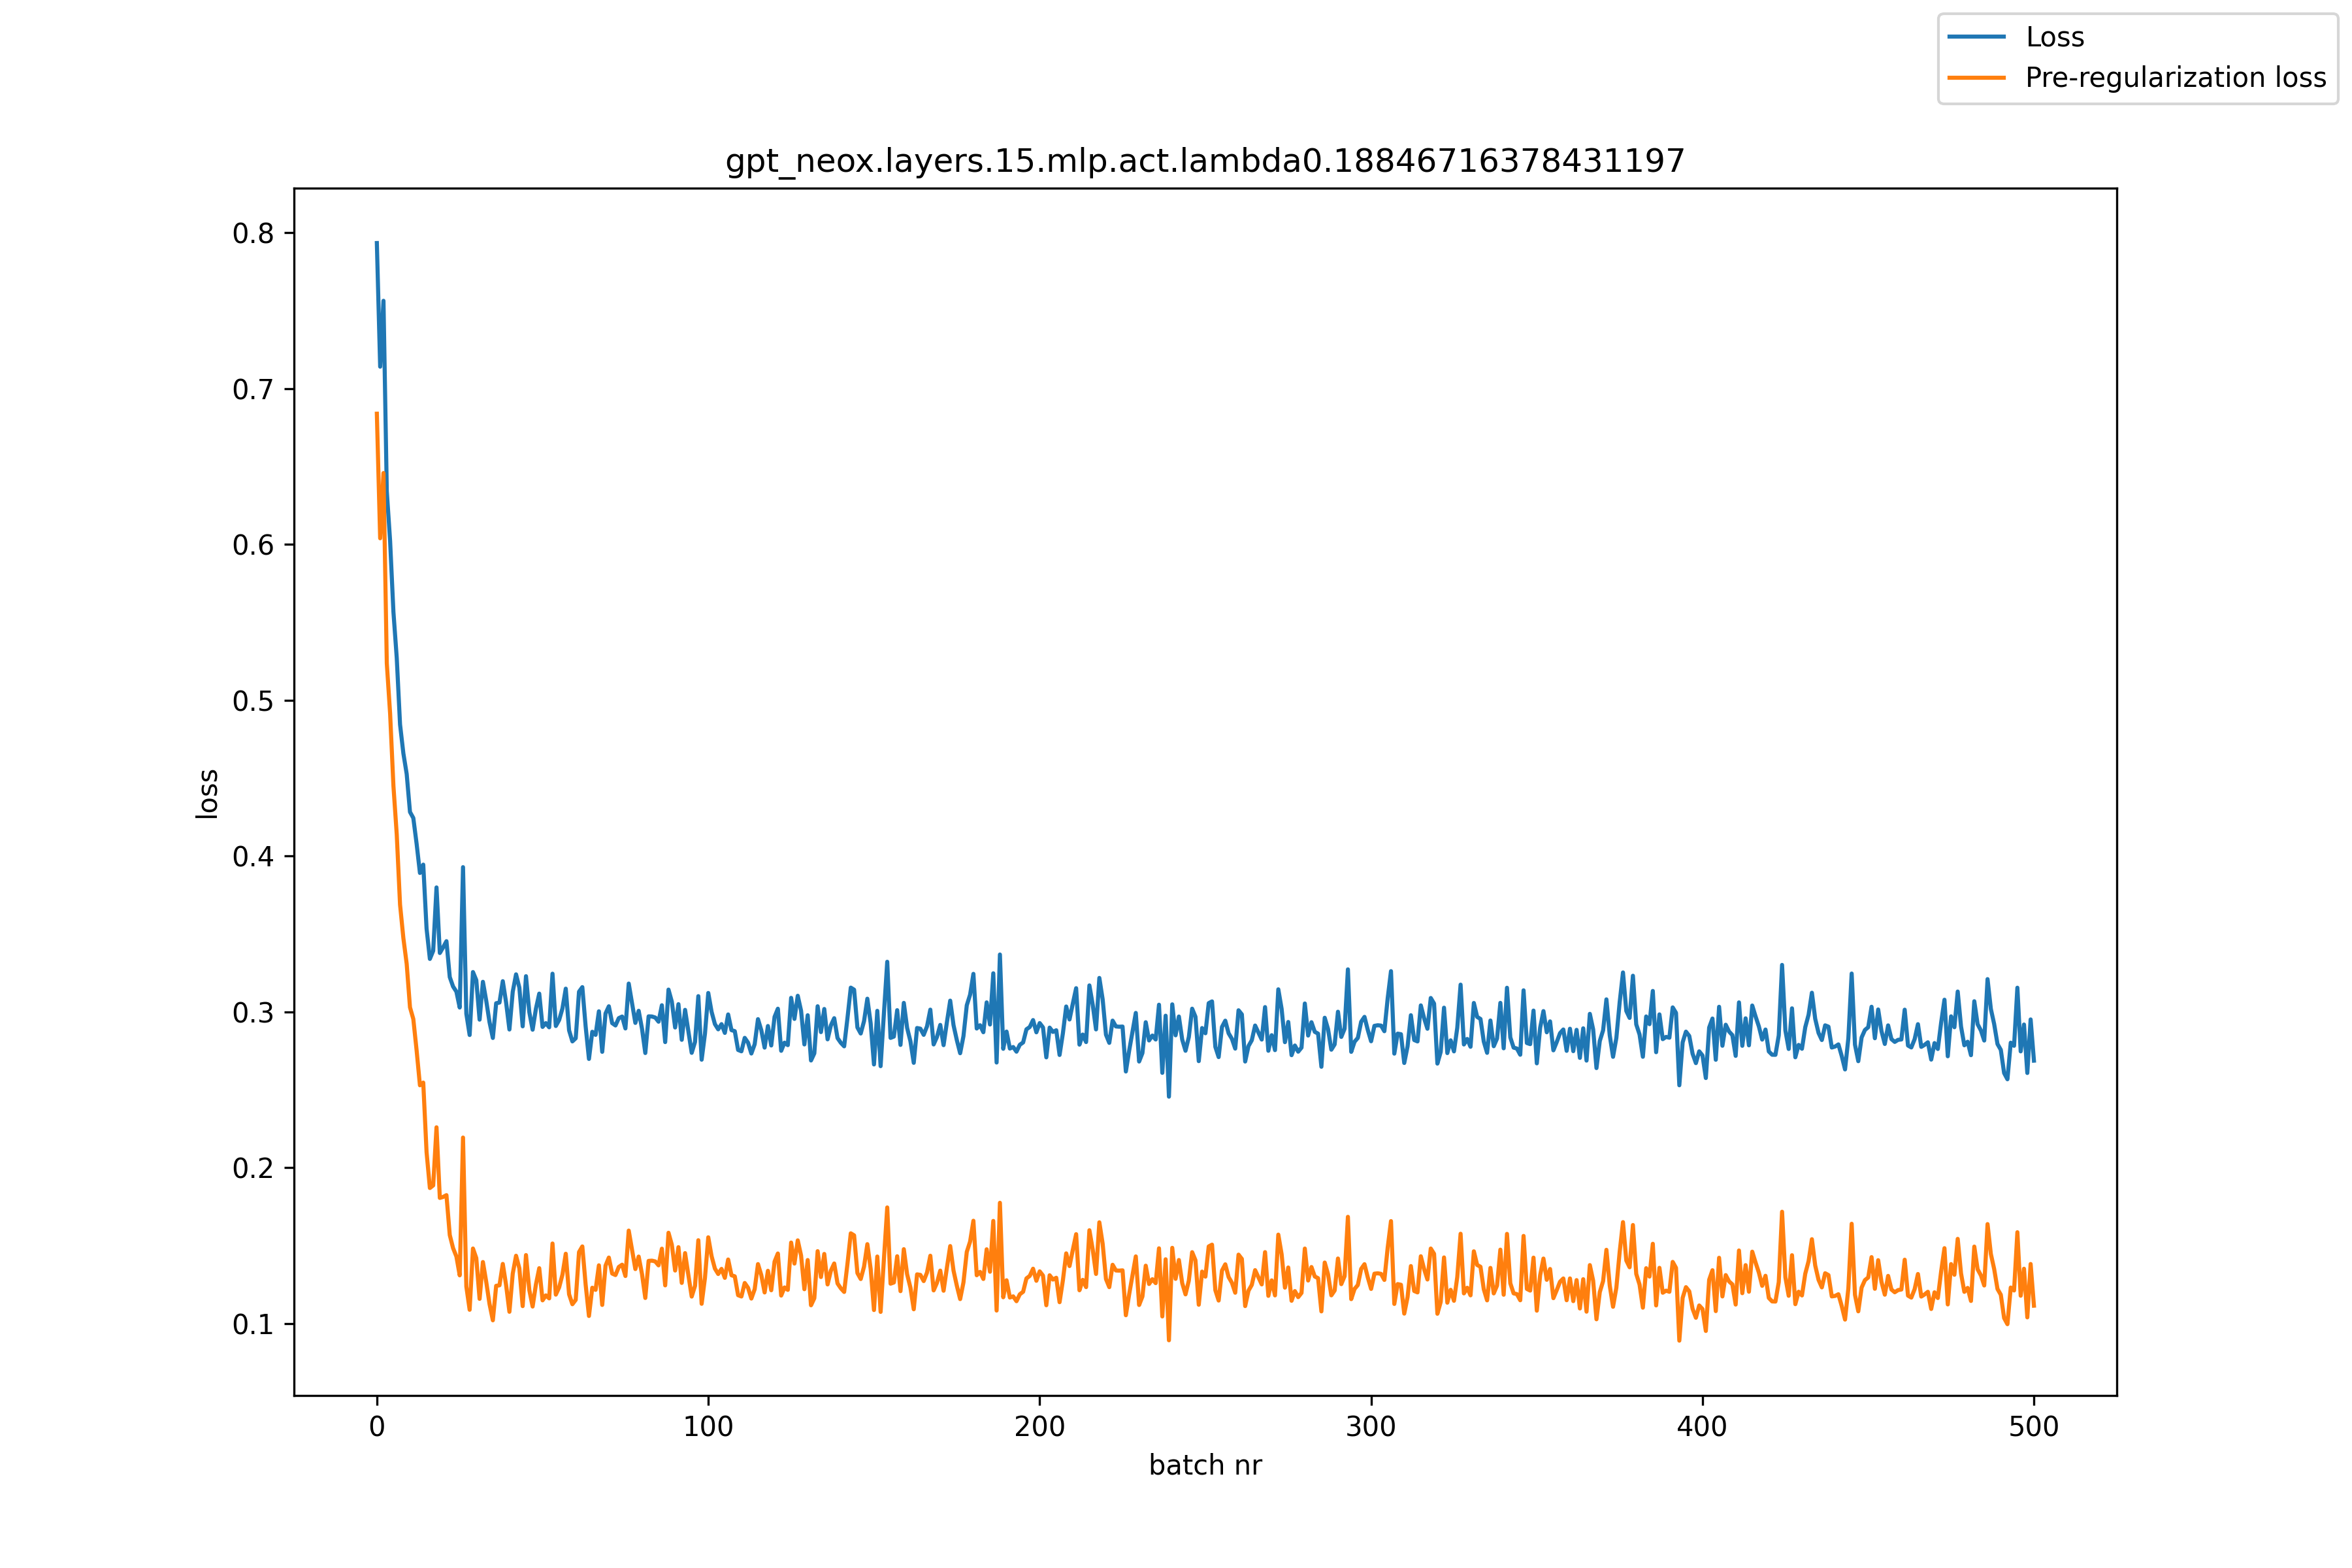 Loss
Pre-regularization loss
gpt_neox.layers.15.mlp.act.lambda0.18846716378431197
0.8
0.7
0.6
0.5
0.4
0.3
0.2
0.1
loss
0 100 200 300 400 500
batch nr